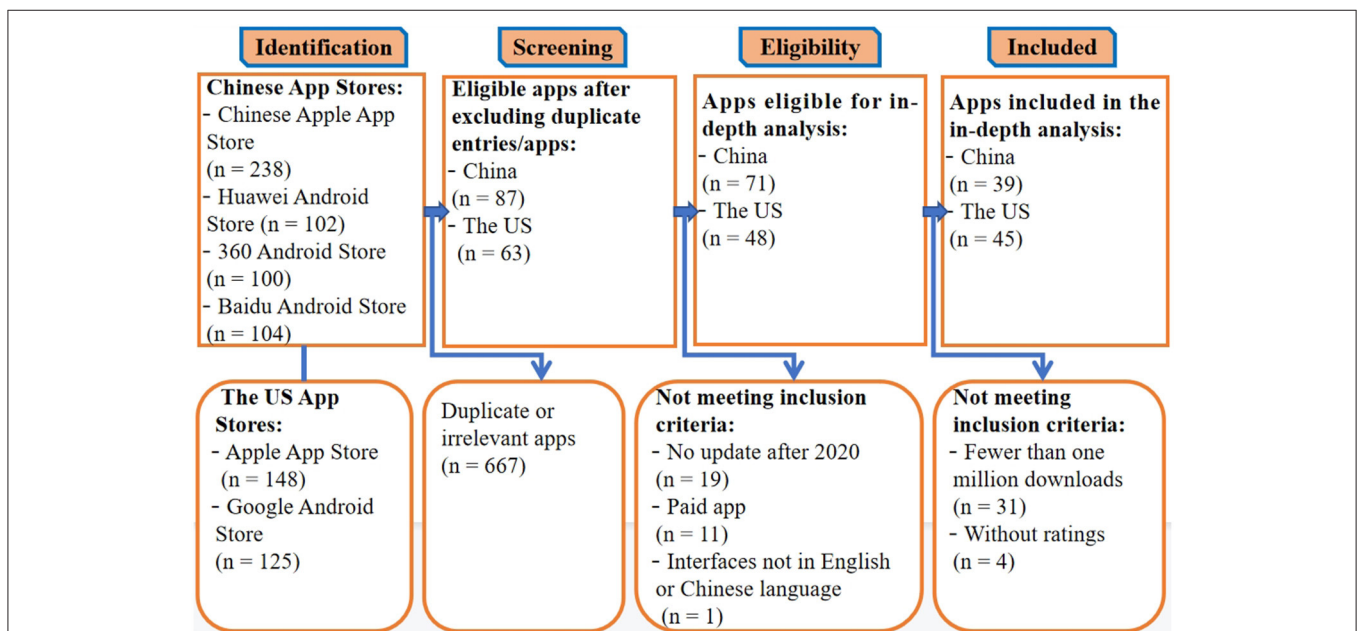 Identification
Chinese App Stores:
- Chinese Apple App
Store
(n = 238)
- Huawei Android
Store (n = 102)
- 360 Android Store
(n = 100)
- Baidu Android Store
(n = 104)
The US App
Stores:
- Apple App Store
(n = 148)
- Google Android
Store
(n = 125)
Screening
Eligible apps after
excluding duplicate
entries/apps:
- China
(n = 87)
- The US
(n = 63)
Duplicate or
irrelevant apps
(n = 667)
Eligibility
Apps eligible for in-
depth analysis:
- China
(n = 71)
- The US
(n = 48)
Not meeting inclusion
criteria:
- No update after 2020
(n = 19)
- Paid app
(n = 11)
- Interfaces not in English
or Chinese language
(n = 1)
Included
Apps included in the
in-depth analysis:
- China
(n = 39)
- The US
(n = 45)
Not meeting
inclusion criteria:
- Fewer than one
million downloads
(n = 31)
- Without ratings
(n = 4)